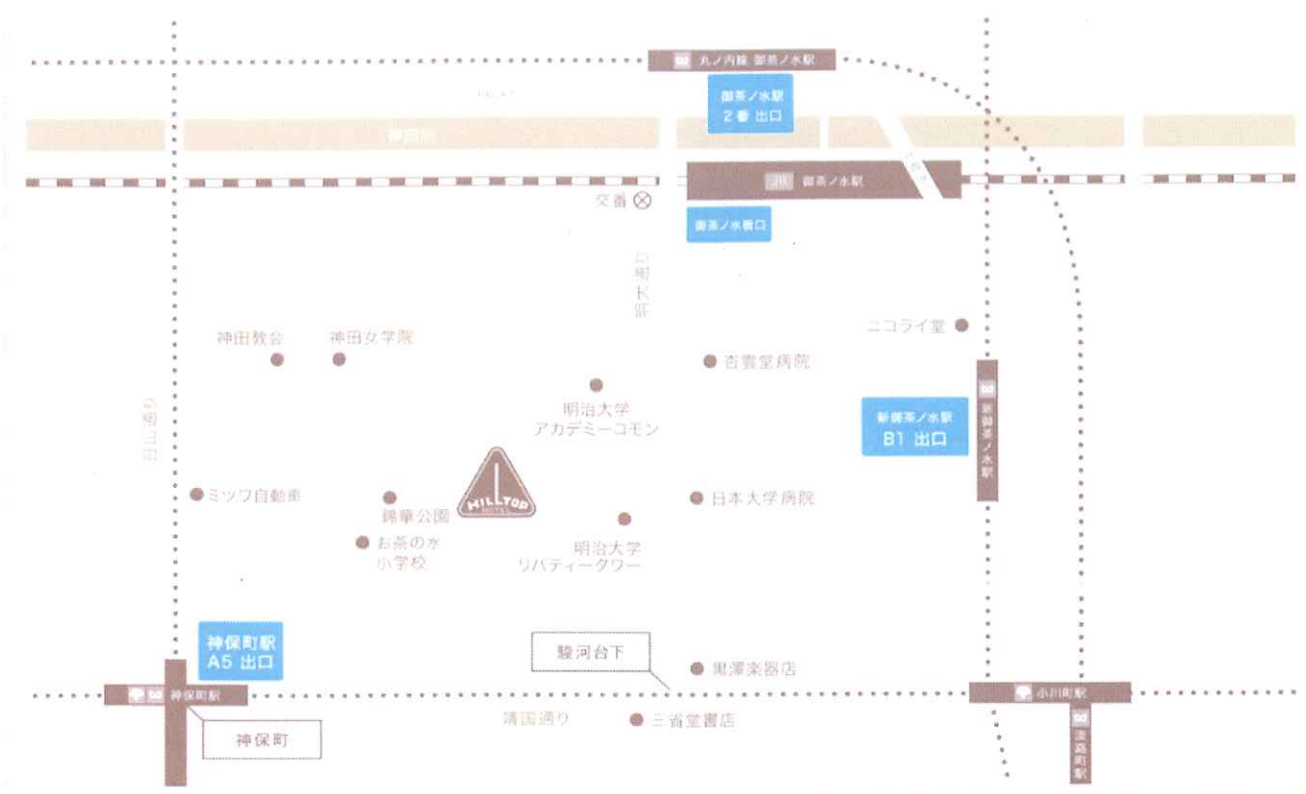 丸ノ内線 御茶ノ水駅
御茶ノ水駅
2番 出口
神田川
JR 御茶ノ水駅
交番
御茶ノ水橋口
明大通り
ニコライ堂
神田教会
神田女学院
杏雲堂病院
明治大学
アカデミーコモン
白山通り
新御茶ノ水駅
B1 出口
新御茶ノ水駅
HILLTOP
HOTEL
ミツワ自動車
錦華公園
日本大学病院
お茶の水
小学校
明治大学
リバティータワー
神保町駅
A5 出口
駿河台下
黒澤楽器店
神保町駅
小川町駅
靖国通り
三省堂書店
神保町
淡路町駅